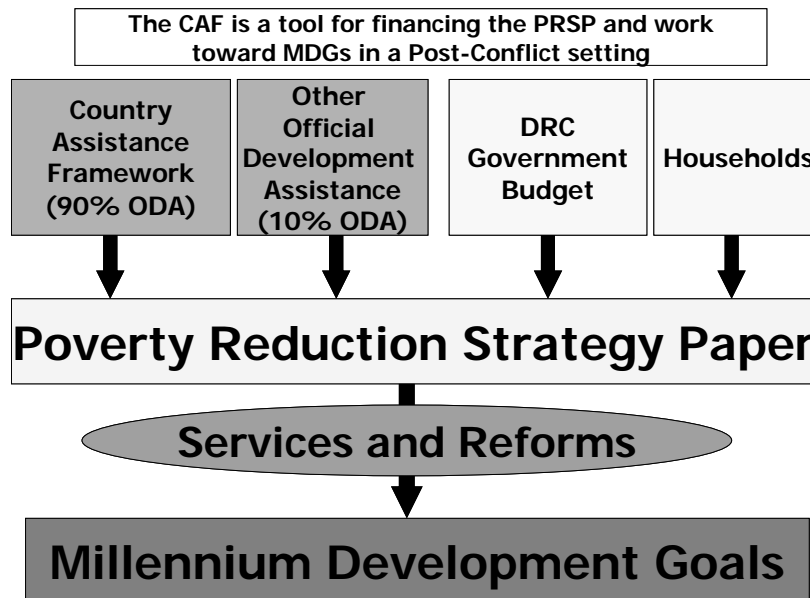 The CAF is a tool for financing the PRSP and work
toward MDGs in a Post-Conflict setting
Country
Assistance
Framework
(90% ODA)
Other
Official
Development
Assistance
(10% ODA)
DRC
Government
Budget
Households
Poverty Reduction Strategy Paper
Services and Reforms
Millennium Development Goals